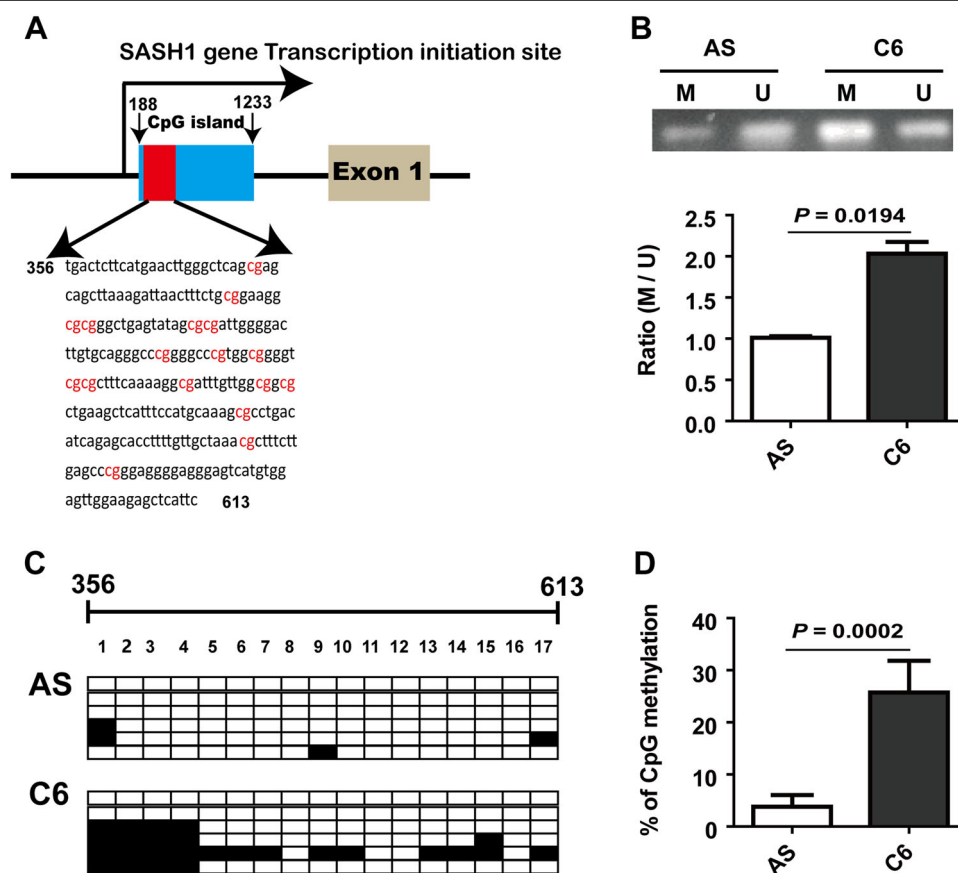 A
SASH1 gene Transcription initiation site
188
1233
CpG island
Exon 1
356 tgactcttcatgaacttgggctcagcgag
cagcttaaagattaactttctgcggaagg
cgcgggctgagtatagcgcgattggggac
ttgtgcagggcccggggcccgtggcggggt
cgcgctttcaaaaggcgatttgttggcggcg
ctgaagctcatttccatgcaaagcgcctgac
atcagagcaccttttgttgctaaacgctttctt
gagcccgggaggggagggagtcatgtgg
agttggaagagctcattc 613
B
AS C6
M U M U
P = 0.0194
Ratio (M / U)
2.5
2.0
1.5
1.0
0.5
0.0
AS
C6
C
356 613
1 2 3 4 5 6 7 8 9 10 11 12 13 14 15 16 17
AS
C6
D
P = 0.0002
% of CpG methylation
40
30
20
10
0
AS
C6